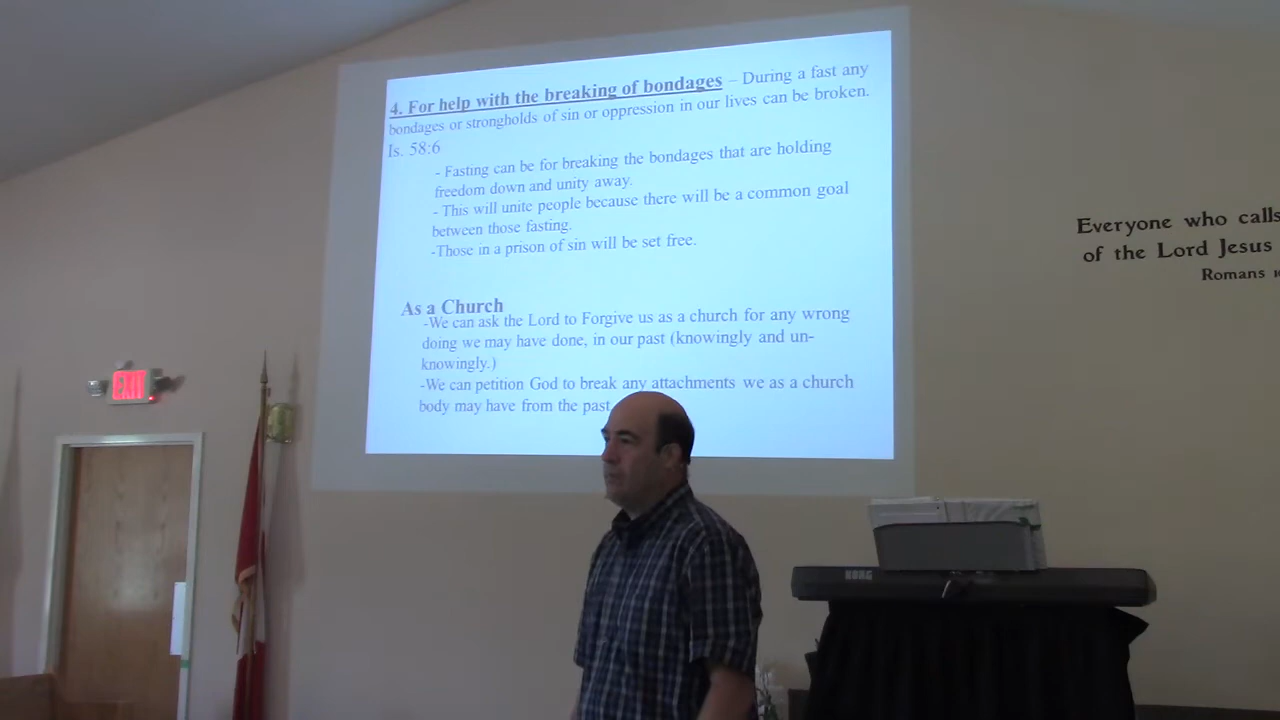 4. For help with the breaking of bondages – During a fast any
bondages or strongholds of sin or oppression in our lives can be broken.
Is. 58:6
- Fasting can be for breaking the bondages that are holding
freedom down and unity away.
- This will unite people because there will be a common goal
between those fasting.
-Those in a prison of sin will be set free.
As a Church
-We can ask the Lord to Forgive us as a church for any wrong
doing we may have done, in our past (knowingly and un-
knowingly.)
-We can petition God to break any attachments we as a church
body may have from the past
Everyone who calls
of the Lord Jesus
Romans
EXIT
KORG